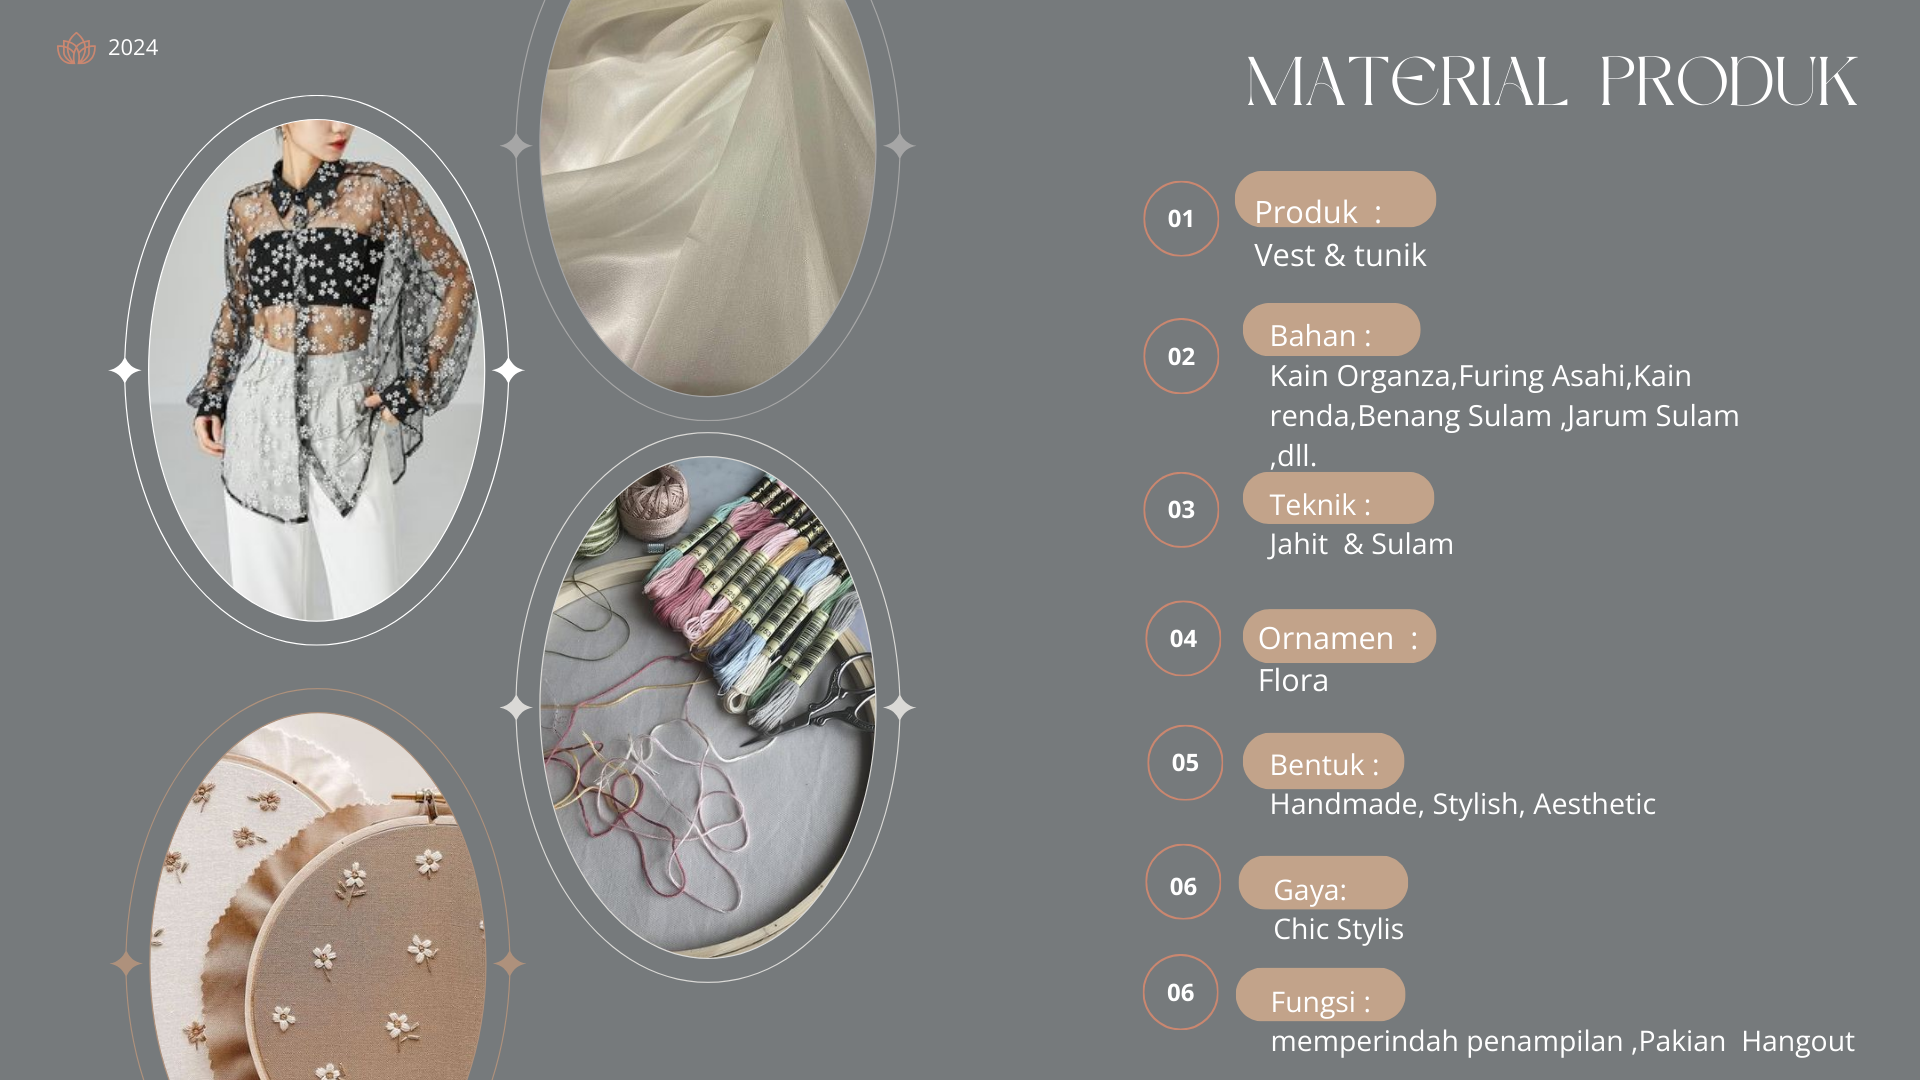 2024
MATERIAL PRODUK
01
Produk :
Vest & tunik
02
Bahan :
Kain Organza,Furing Asahi,Kain
renda,Benang Sulam ,Jarum Sulam
,dll.
03
Teknik :
Jahit & Sulam
04
Ornamen :
Flora
05
Bentuk :
Handmade, Stylish, Aesthetic
06
Gaya:
Chic Stylis
06
Fungsi :
memperindah penampilan ,Pakian Hangout